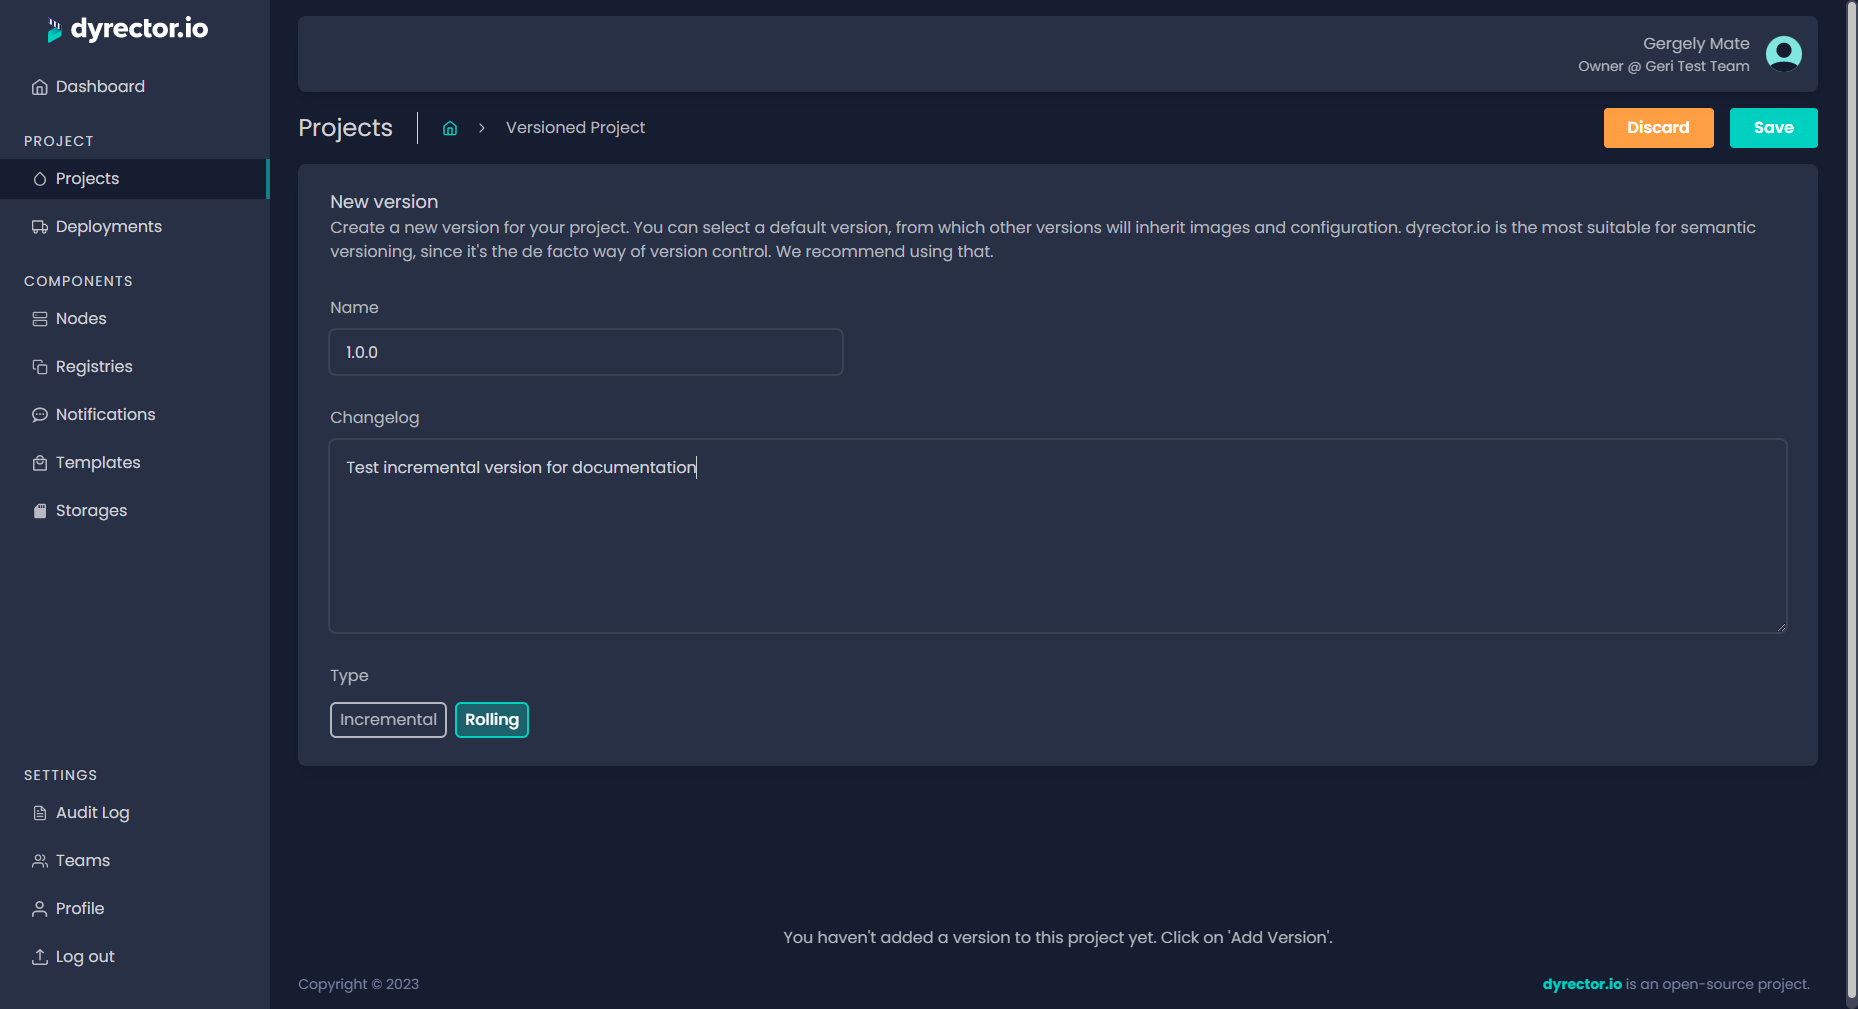 dyrector.io
Dashboard
PROJECT
Projects
Deployments
COMPONENTS
Nodes
Registries
Notifications
Templates
Storages
SETTINGS
Audit Log
Teams
Profile
Log out
Gergely Mate
Owner @ Geri Test Team
Projects
Versioned Project
Discard
Save
New version
Create a new version for your project. You can select a default version, from which other versions will inherit images and configuration. dyrector.io is the most suitable for semantic
versioning, since it's the de facto way of version control. We recommend using that.
Name
1.0.0
Changelog
Test incremental version for documentation
Type
Incremental
Rolling
You haven't added a version to this project yet. Click on 'Add Version'.
Copyright © 2023
dyrector.io is an open-source project.